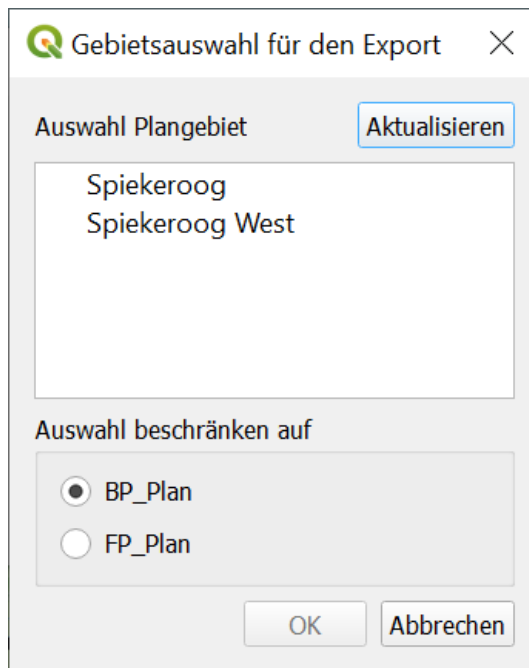 Gebietsauswahl für den Export
Auswahl Plangebiet
Aktualisieren
Spiekeroog
Spiekeroog West
Auswahl beschränken auf
BP_Plan
FP_Plan
OK
Abbrechen